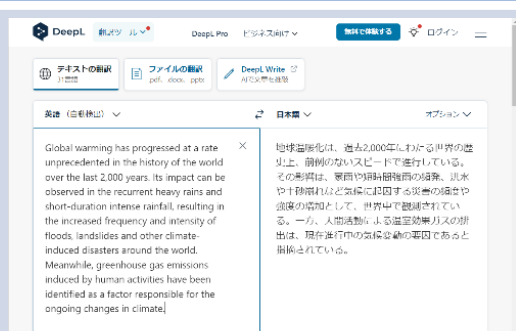 DeepL 翻訳ツール DeepL Pro ビジネス向け 無料で体験する ログイン
テキストの翻訳
31言語
ファイルの翻訳
pdf、docx、pptx
DeepL Write
AIで文章を推敲
英語（自動検出） 日本語 オプション
Global warming has progressed at a rate
unprecedented in the history of the world
over the last 2,000 years. Its impact can be
observed in the recurrent heavy rains and
short-duration intense rainfall, resulting in
the increased frequency and intensity of
floods, landslides and other climate-
induced disasters around the world.
Meanwhile, greenhouse gas emissions
induced by human activities have been
identified as a factor responsible for the
ongoing changes in climate.
地球温暖化は、過去2,000年にわたる世界の歴
史上、前例のないスピードで進行している。
その影響は、豪雨や短時間強雨の頻発、洪水
や土砂崩れなど気候に起因する災害の頻度や
強度の増加として、世界中で観測されてい
る。一方、人間活動による温室効果ガスの排
出は、現在進行中の気候変動の要因であると
指摘されている。